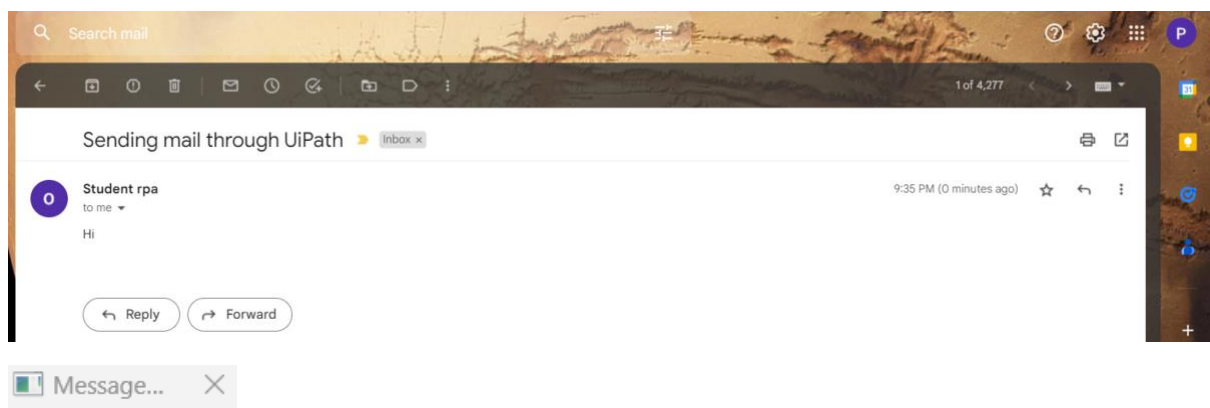 Search mail
P
1 of 4,277
31
Sending mail through UiPath Inbox ×
O
Student rpa
9:35 PM (0 minutes ago)
to me
Hi
Reply
Forward
Message...